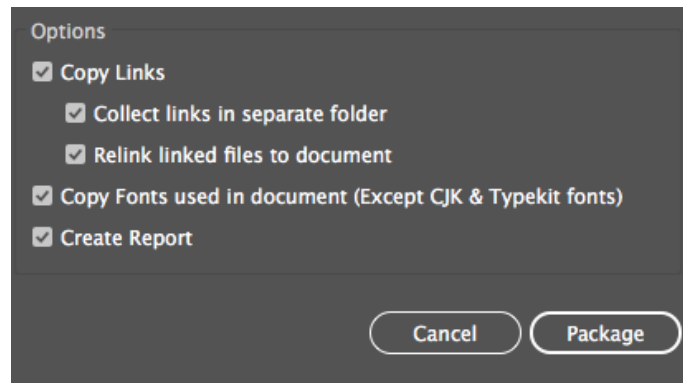 Options
Copy Links
Collect links in separate folder
Relink linked files to document
Copy Fonts used in document (Except CJK & Typekit fonts)
Create Report
Cancel Package